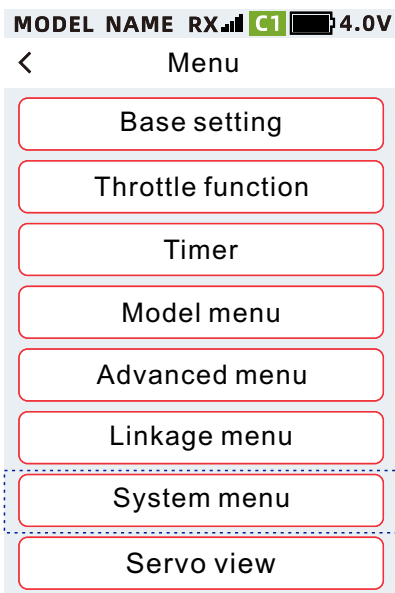 MODEL NAME RX C1 4.0V
< Menu
Base setting
Throttle function
Timer
Model menu
Advanced menu
Linkage menu
System menu
Servo view